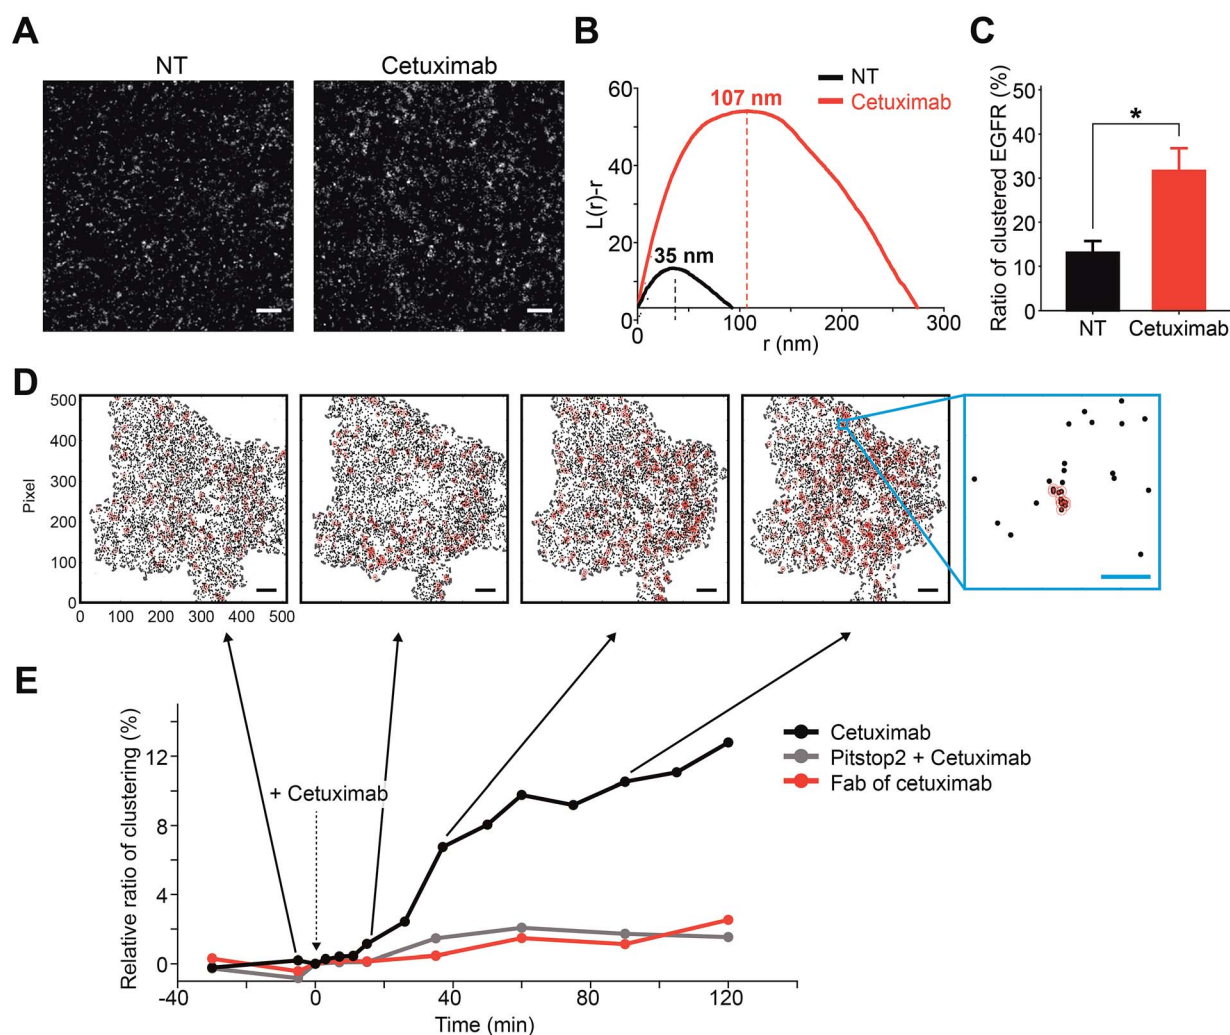 A
NT
Cetuximab
B
NT
Cetuximab
60
40
20
0
L(r)-r
107 nm
35 nm
0
100
200
300
r (nm)
C
Ratio of clustered EGFR (%)
50
40
30
20
10
0
*
NT
Cetuximab
D
Pixel
500
400
300
200
100
0
0 100 200 300 400 500
E
Relative ratio of clustering (%)
12
8
4
0
+ Cetuximab
Cetuximab
Pitstop2 + Cetuximab
Fab of cetuximab
-40
0
40
80
120
Time (min)